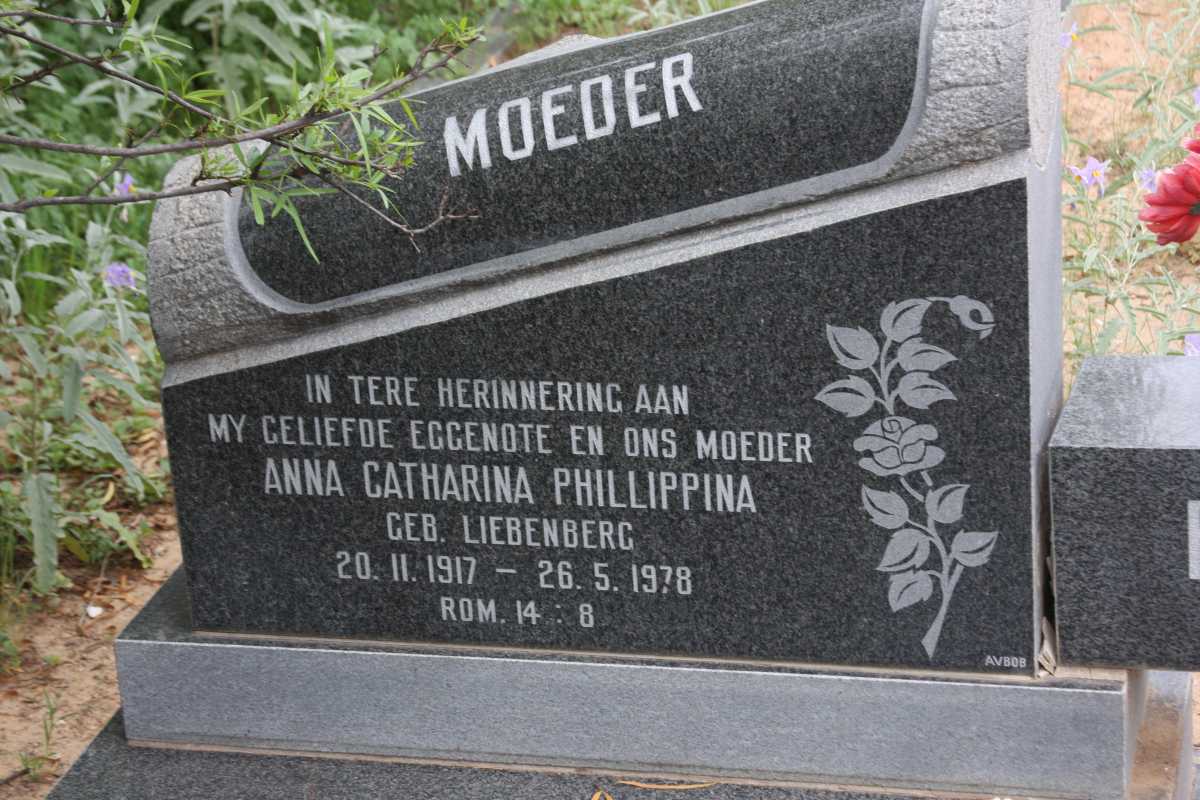 MOEDER
IN TERE HERINNERING AAN
MY GELIEFDE EGGENOTE EN ONS MOEDER
ANNA CATHARINA PHILLIPPINA
GEB. LIEBENBERG
20. 11. 1917 – 26. 5. 1978
ROM. 14 : 8
AVBOB